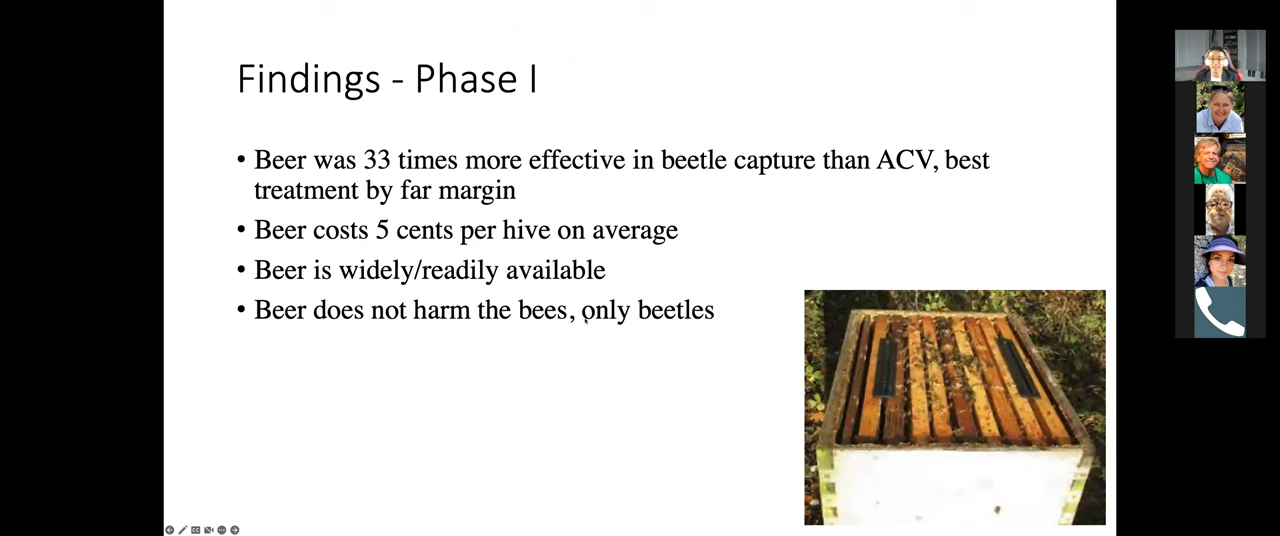 Findings - Phase I
• Beer was 33 times more effective in beetle capture than ACV, best
treatment by far margin
• Beer costs 5 cents per hive on average
• Beer is widely/readily available
• Beer does not harm the bees, only beetles